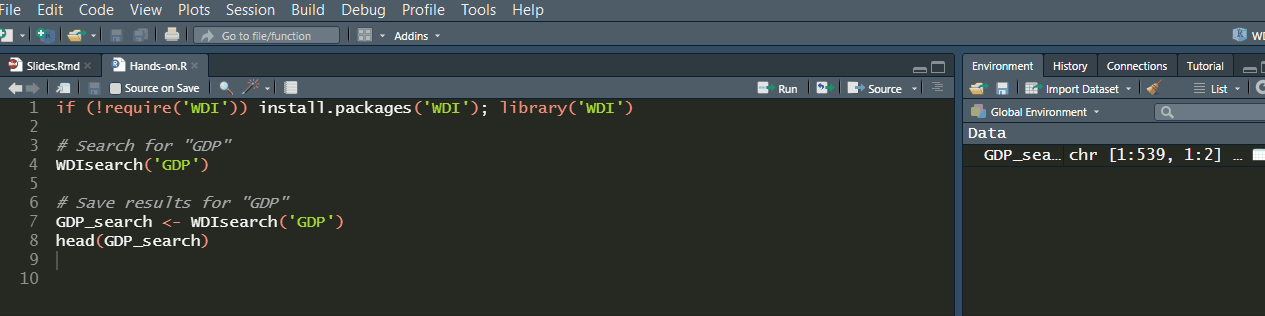 File Edit Code View Plots Session Build Debug Profile Tools Help
Go to file/function Addins WD
Slides.Rmd Hands-on.R
Source on Save Run Source
1 if (!require('WDI')) install.packages('WDI'); library('WDI')
2
3 # Search for "GDP"
4 WDIsearch('GDP')
5
6 # Save results for "GDP"
7 GDP_search <- WDIsearch('GDP')
8 head(GDP_search)
9
10
Environment History Connections Tutorial
Import Dataset List
Global Environment
Data
GDP_sea… chr [1:539, 1:2] …